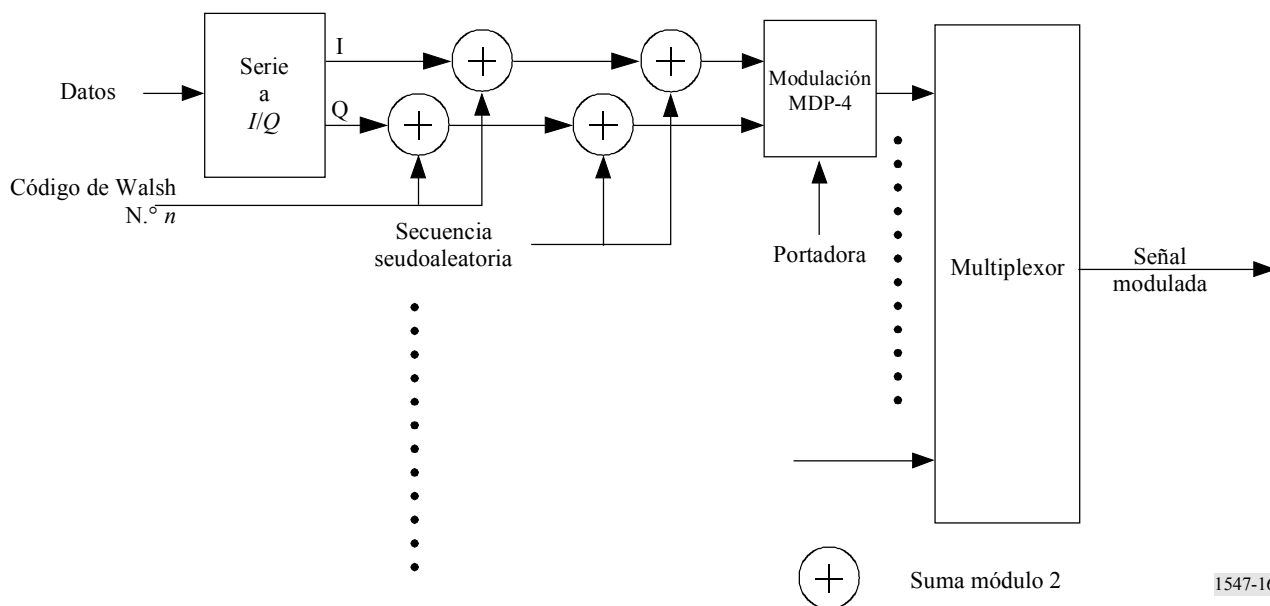 Datos
Serie
a
I/Q
I
Q
Código de Walsh
N.° n
Secuencia
seudoaleatoria
Modulación
MDP-4
Portadora
Multiplexor
Señal
modulada
Suma módulo 2
1547-16